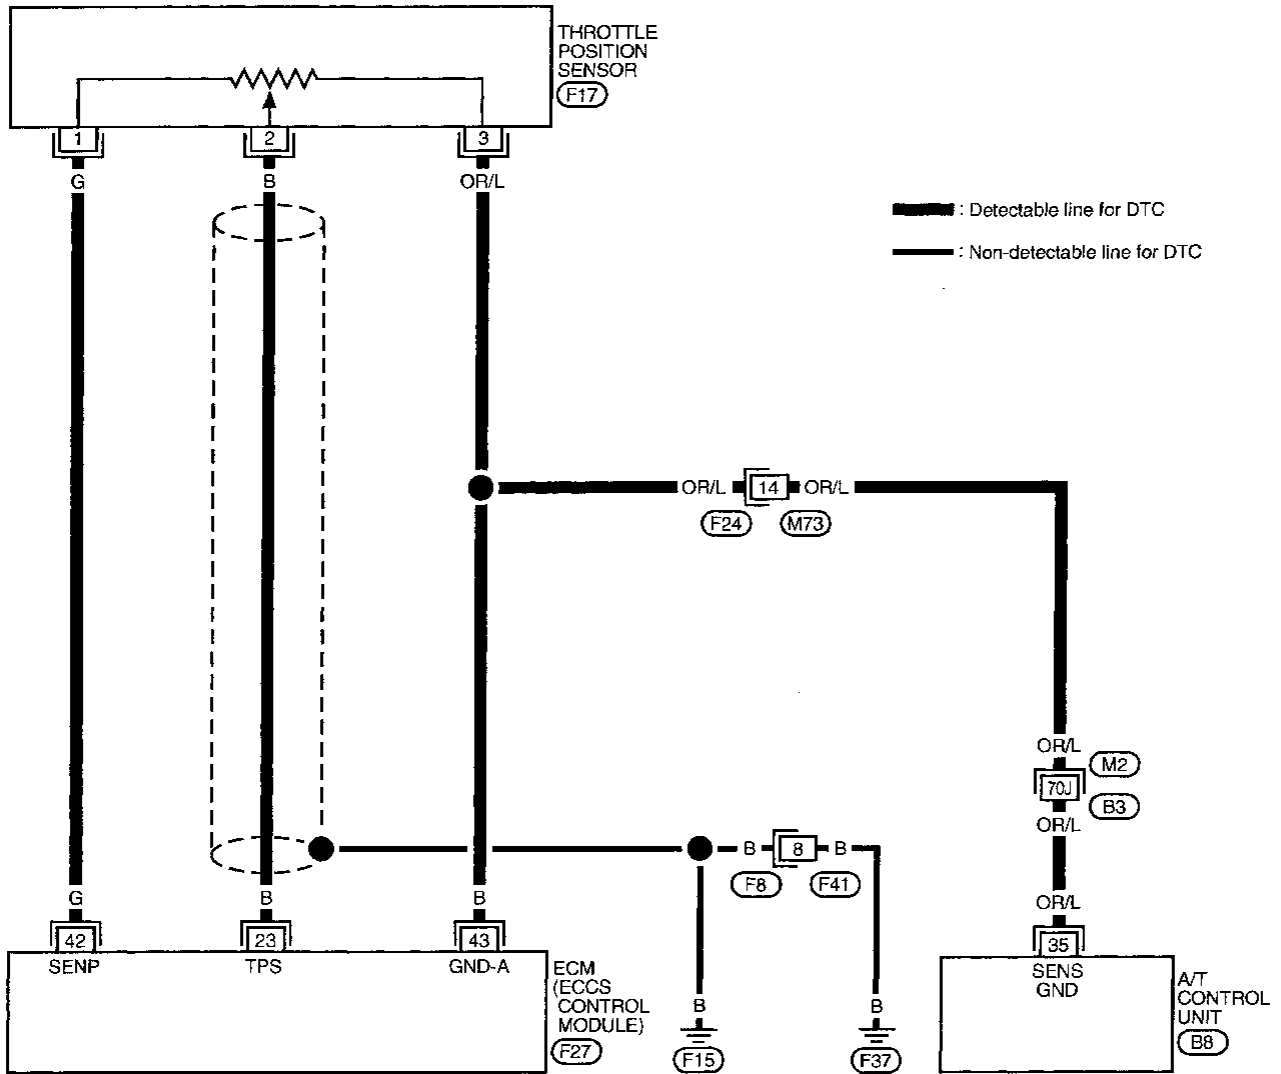 THROTTLE
POSITION
SENSOR
F17
1 2 3
G B OR/L
: Detectable line for DTC
: Non-detectable line for DTC
OR/L 14 OR/L
F24 M73
OR/L
M2
70J
B3
OR/L
B 8 B
F8 F41
G B B
OR/L
42 23 43
35
SENP TPS GND-A
ECM
(ECCS
CONTROL
MODULE)
F27
SENS
GND
A/T
CONTROL
UNIT
B8
B B
F15 F37